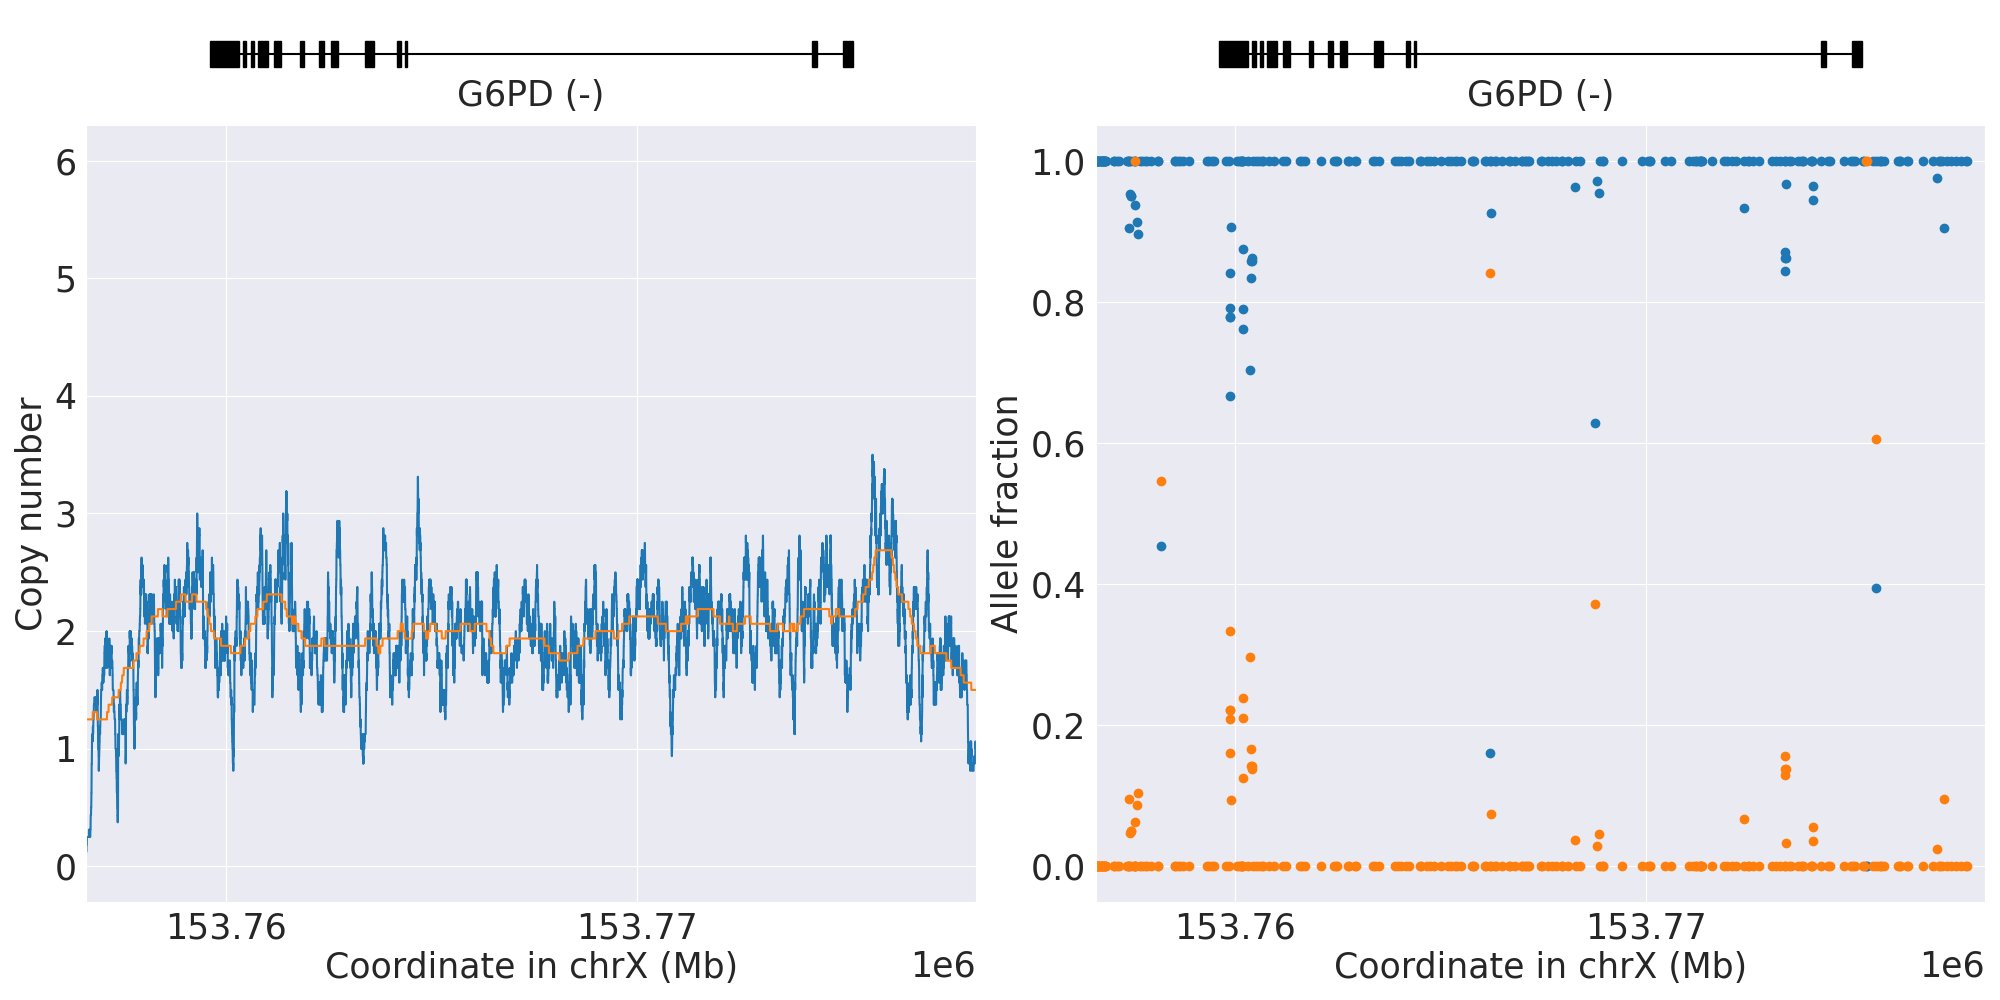 G6PD (-)
6
5
4
3
2
1
0
Copy number
153.76
153.77
Coordinate in chrX (Mb)
1e6
G6PD (-)
1.0
0.8
0.6
0.4
0.2
0.0
Allele fraction
153.76
153.77
Coordinate in chrX (Mb)
1e6